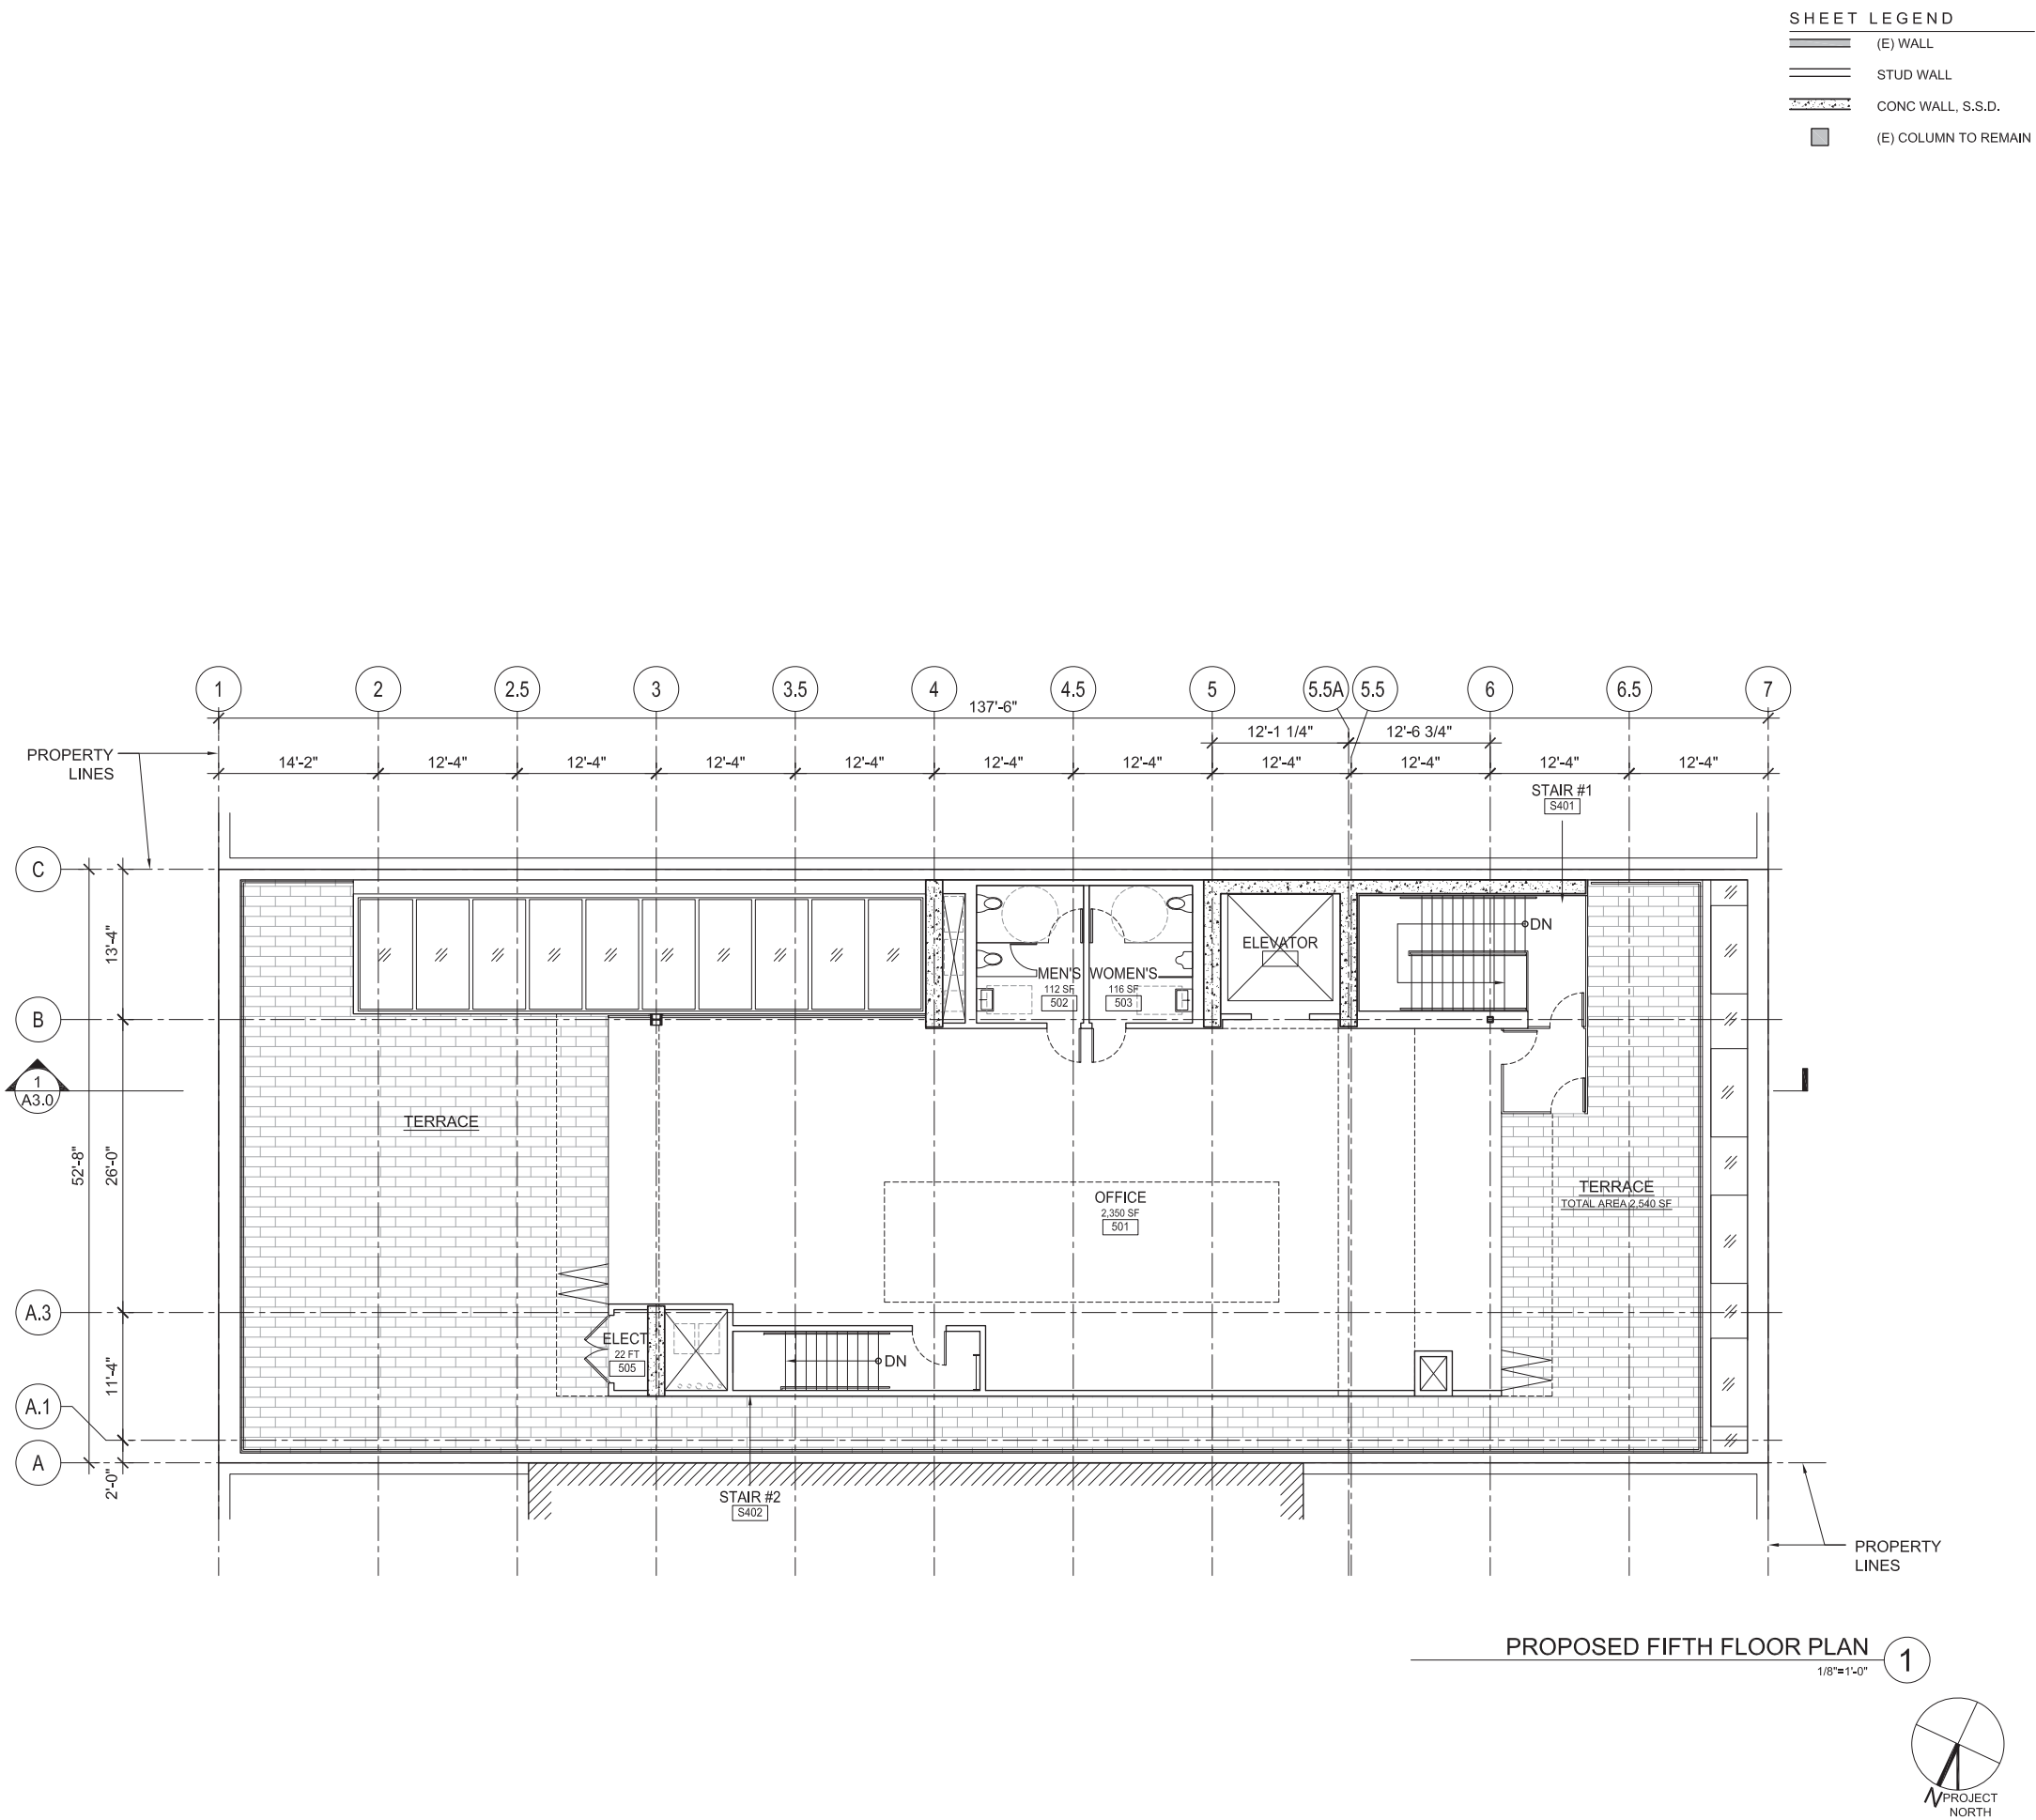 SHEET LEGEND
(E) WALL
STUD WALL
CONC WALL, S.S.D.
(E) COLUMN TO REMAIN
1 2 2.5 3 3.5 4 4.5 5 5.5A 5.5 6 6.5 7
137'-6"
12'-1 1/4" 12'-6 3/4"
14'-2" 12'-4" 12'-4" 12'-4" 12'-4" 12'-4" 12'-4" 12'-4" 12'-4" 12'-4" 12'-4"
PROPERTY
LINES
STAIR #1
S401
C
B
1
A3.0
A.3
A.1
A
52'-8"
13'-4"
26'-0"
11'-4"
2'-0"
DN
ELEVATOR
MEN'S
112 SF
502
WOMEN'S
116 SF
503
TERRACE
OFFICE
2,350 SF
501
TERRACE
TOTAL AREA 2,540 SF
ELECT
22 FT
505
DN
STAIR #2
S402
PROPERTY
LINES
PROPOSED FIFTH FLOOR PLAN
1/8"=1'-0"
1
N
PROJECT
NORTH